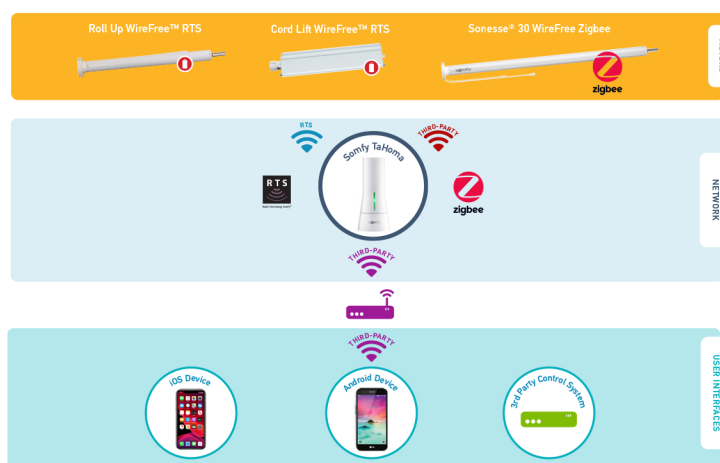 Roll Up WireFree™ RTS
Cord Lift WireFree™ RTS
Sonesse® 30 WireFree Zigbee
somfy
zigbee
RTS
THIRD-PARTY
Somfy TaHoma
RTS
zigbee
NETWORK
THIRD-PARTY
THIRD-PARTY
iOS Device
Android Device
3rd Party Control System
USER INTERFACES